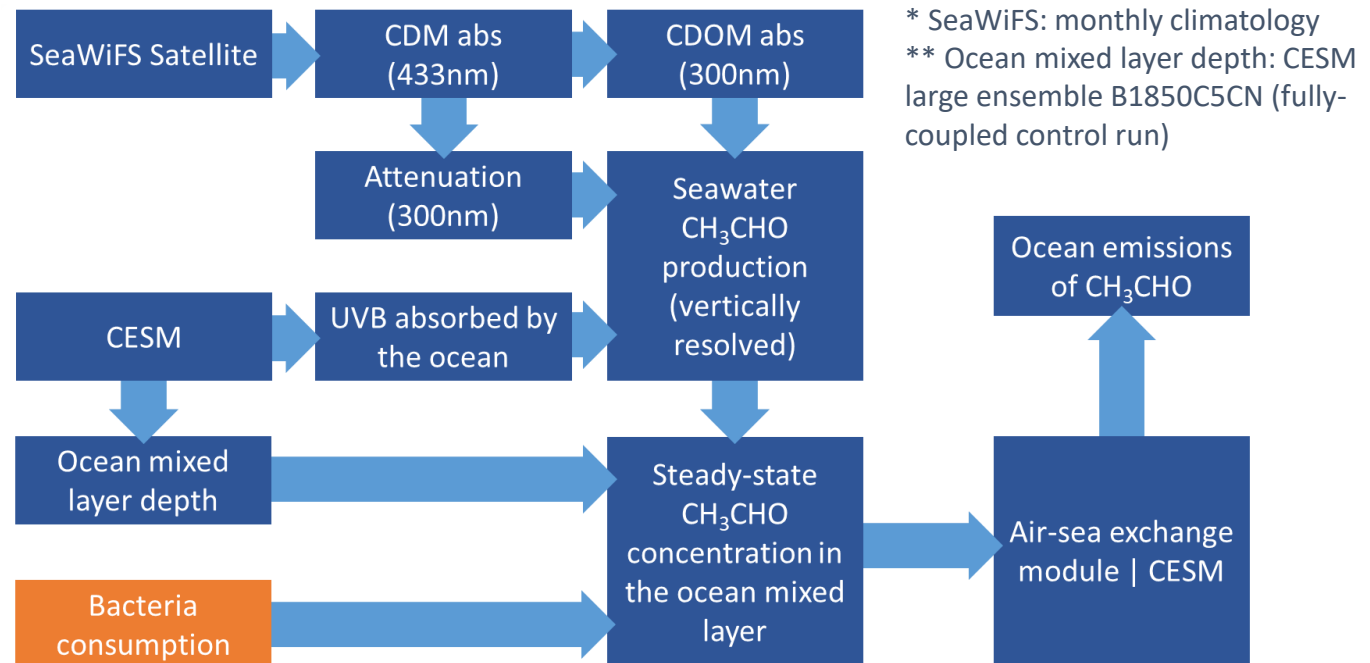 SeaWiFS Satellite
CDM abs
(433nm)
CDOM abs
(300nm)
* SeaWiFS: monthly climatology
** Ocean mixed layer depth: CESM
large ensemble B1850C5CN (fully-
coupled control run)
Attenuation
(300nm)
Seawater
CH₃CHO
production
(vertically
resolved)
Ocean emissions
of CH₃CHO
CESM
UVB absorbed by
the ocean
Ocean mixed
layer depth
Steady-state
CH₃CHO
concentration in
the ocean mixed
layer
Air-sea exchange
module | CESM
Bacteria
consumption